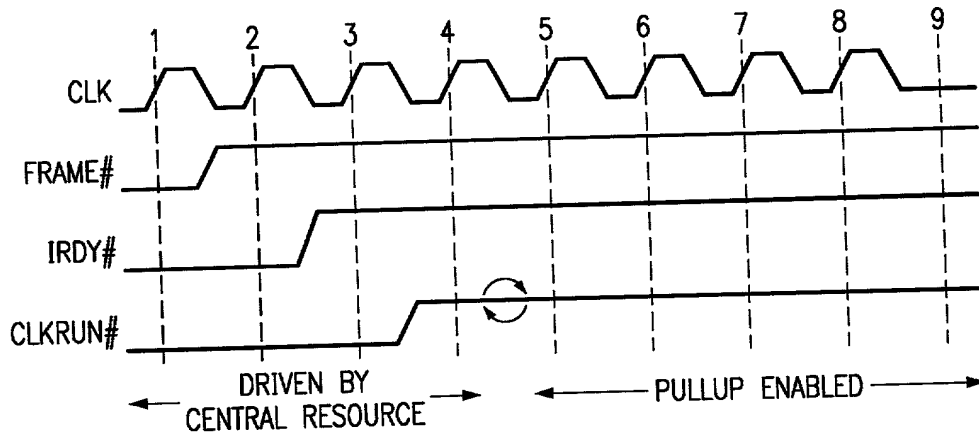 1 2 3 4 5 6 7 8 9
CLK
FRAME#
IRDY#
CLKRUN#
DRIVEN BY
CENTRAL RESOURCE
PULLUP ENABLED